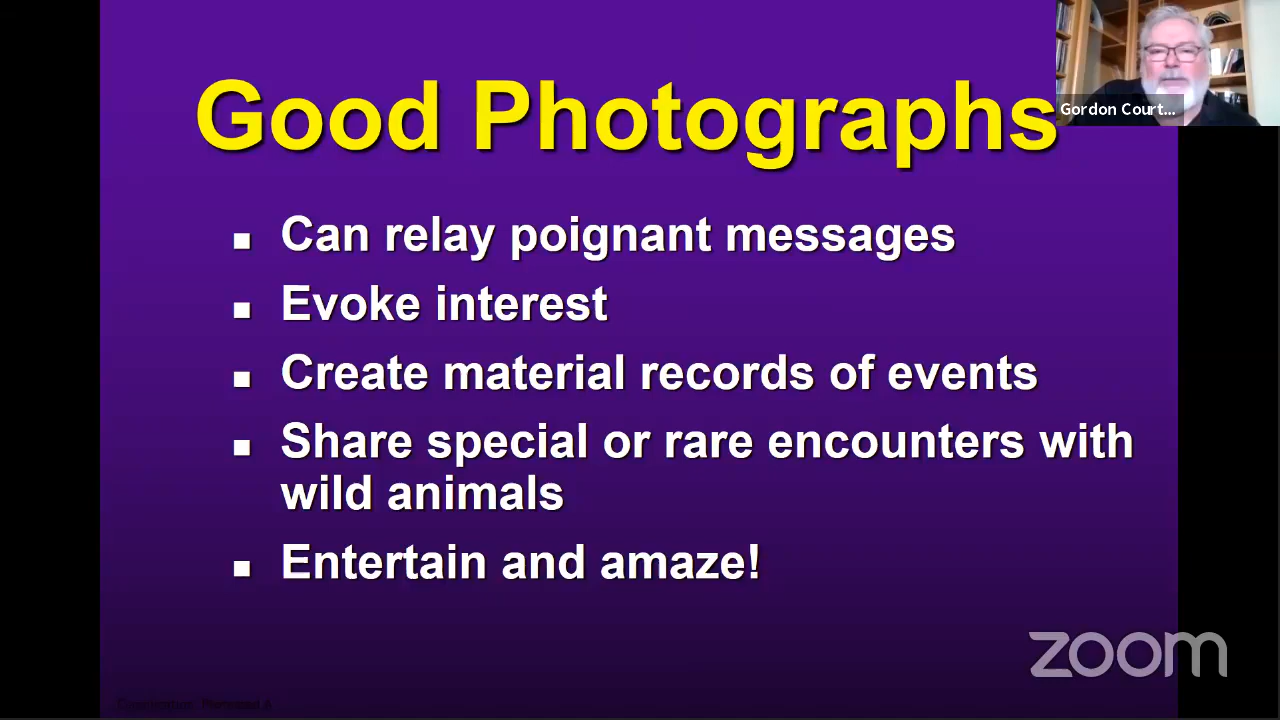 Good Photographs
Gordon Court...
▪ Can relay poignant messages
▪ Evoke interest
▪ Create material records of events
▪ Share special or rare encounters with
wild animals
▪ Entertain and amaze!
zoom